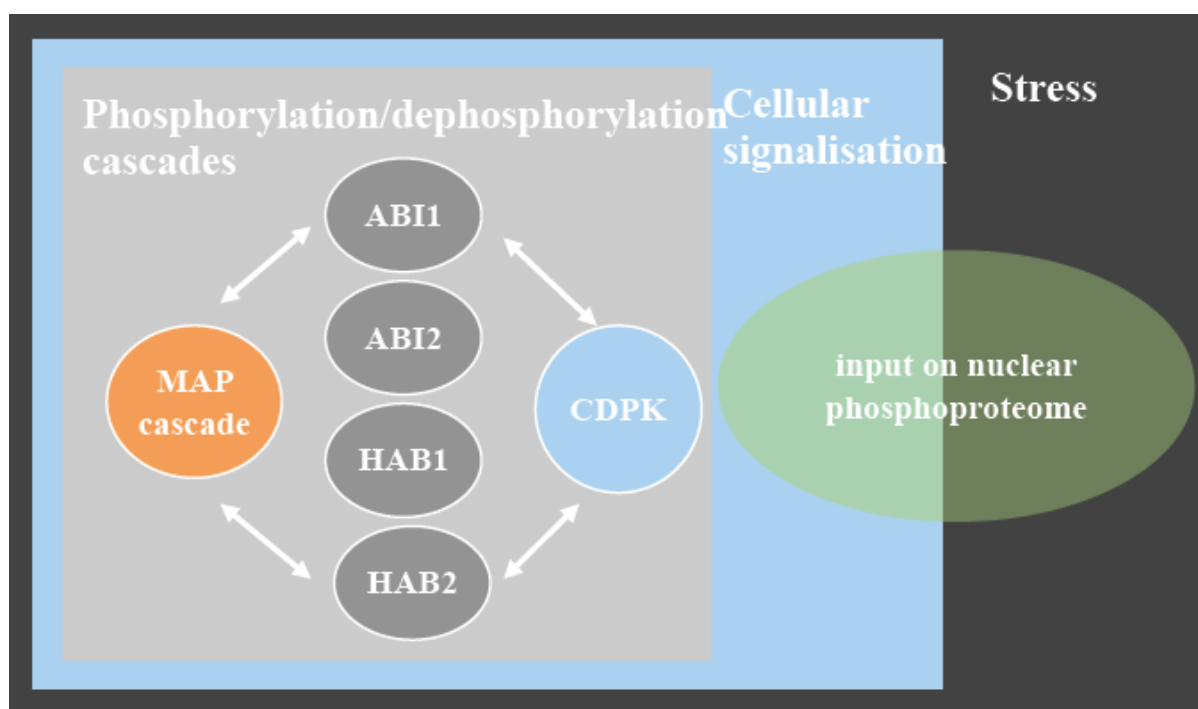 Phosphorylation/dephosphorylation
cascades
Cellular
signalisation
Stress
ABI1
ABI2
HAB1
HAB2
MAP
cascade
CDPK
input on nuclear
phosphoproteome